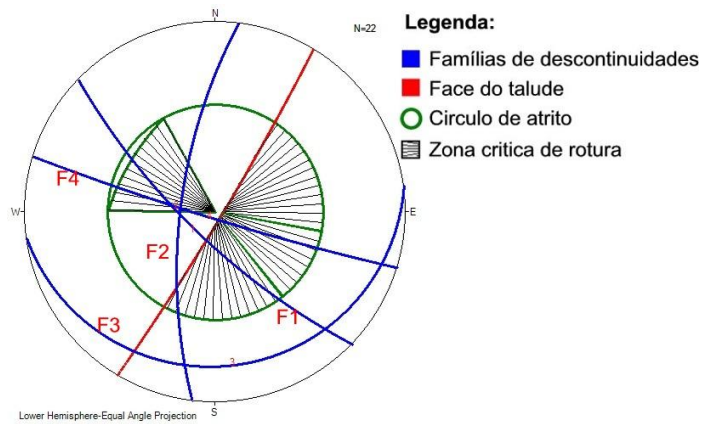 N
N=22
Legenda:
Famílias de descontinuidades
Face do talude
Circulo de atrito
Zona critica de rotura
F4
W
E
F2
F1
F3
3
S
Lower Hemisphere-Equal Angle Projection